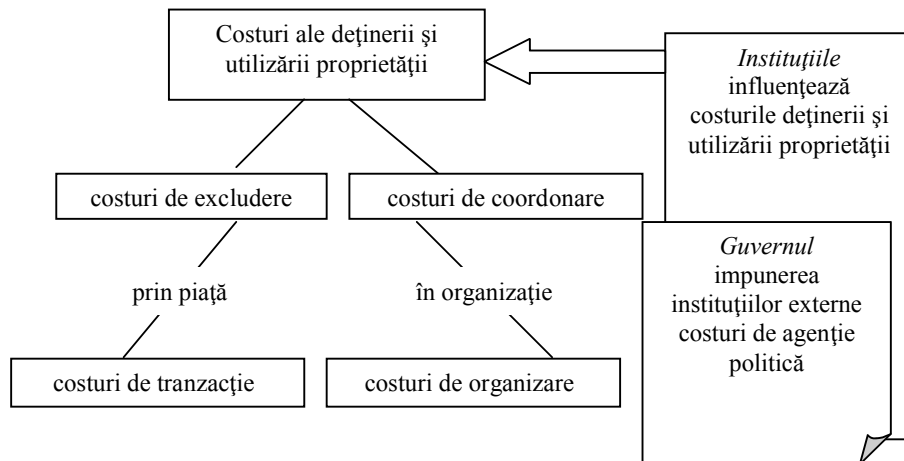 Costuri ale deţinerii şi
utilizării proprietăţii
Instituţiile
influenţează
costurile deţinerii şi
utilizării proprietăţii
costuri de excludere
costuri de coordonare
Guvernul
impunerea
instituţiilor externe
costuri de agenţie
politică
prin piaţă
în organizaţie
costuri de tranzacţie
costuri de organizare